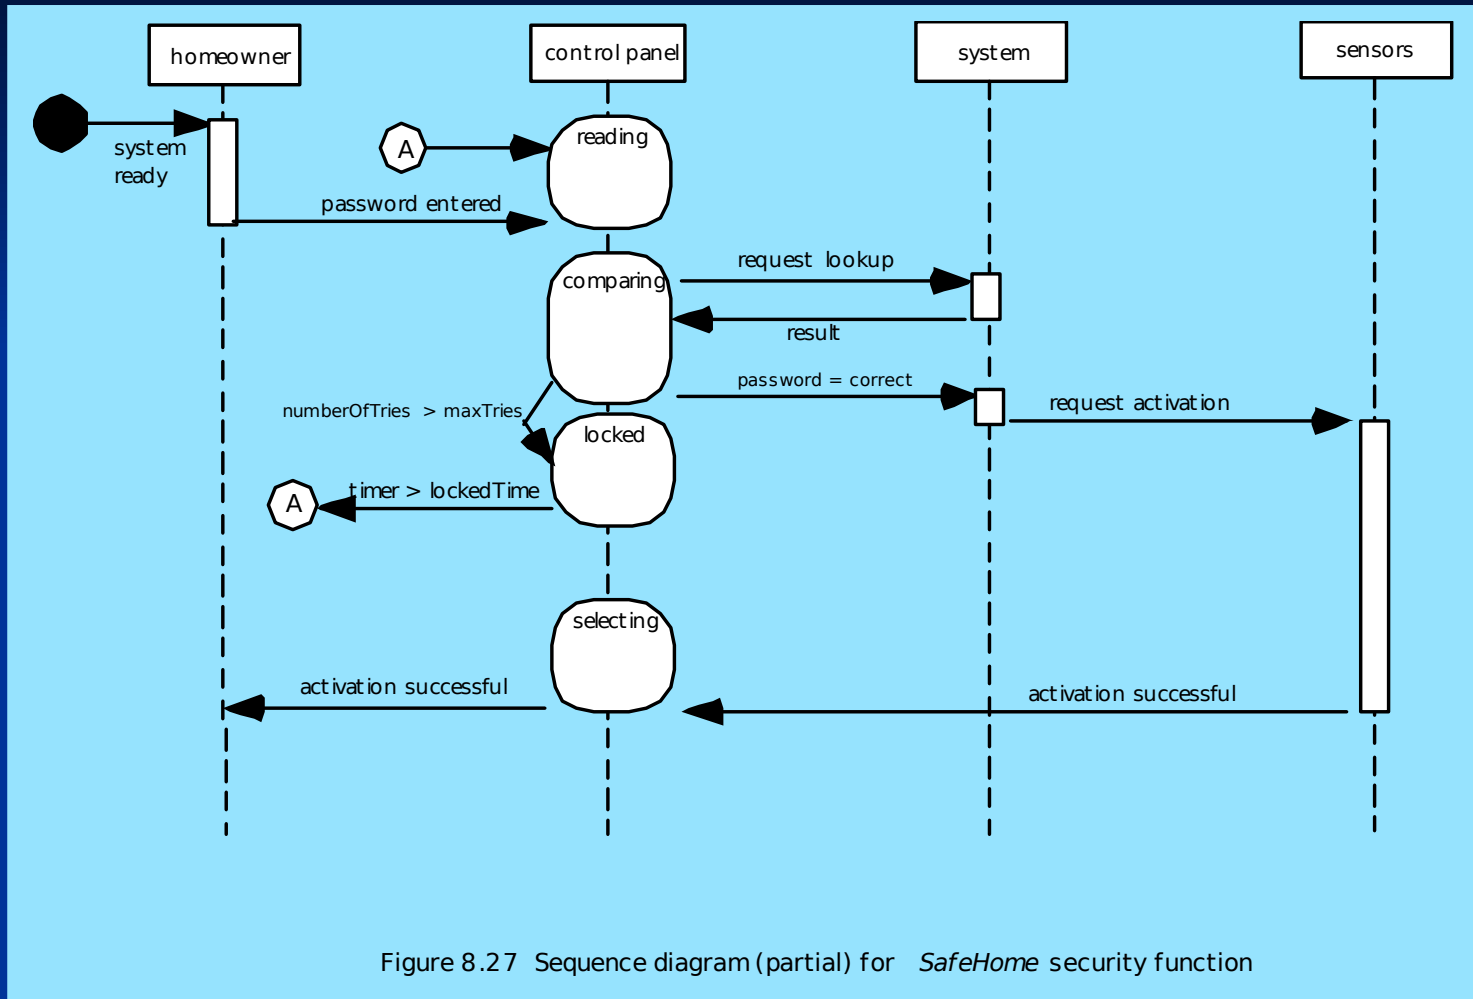 homeowner
control panel
system
sensors
system
ready
A
reading
password entered
comparing
request lookup
result
password = correct
numberOfTries > maxTries
request activation
locked
A
timer > lockedTime
selecting
activation successful
activation successful
Figure 8.27 Sequence diagram (partial) for SafeHome security function